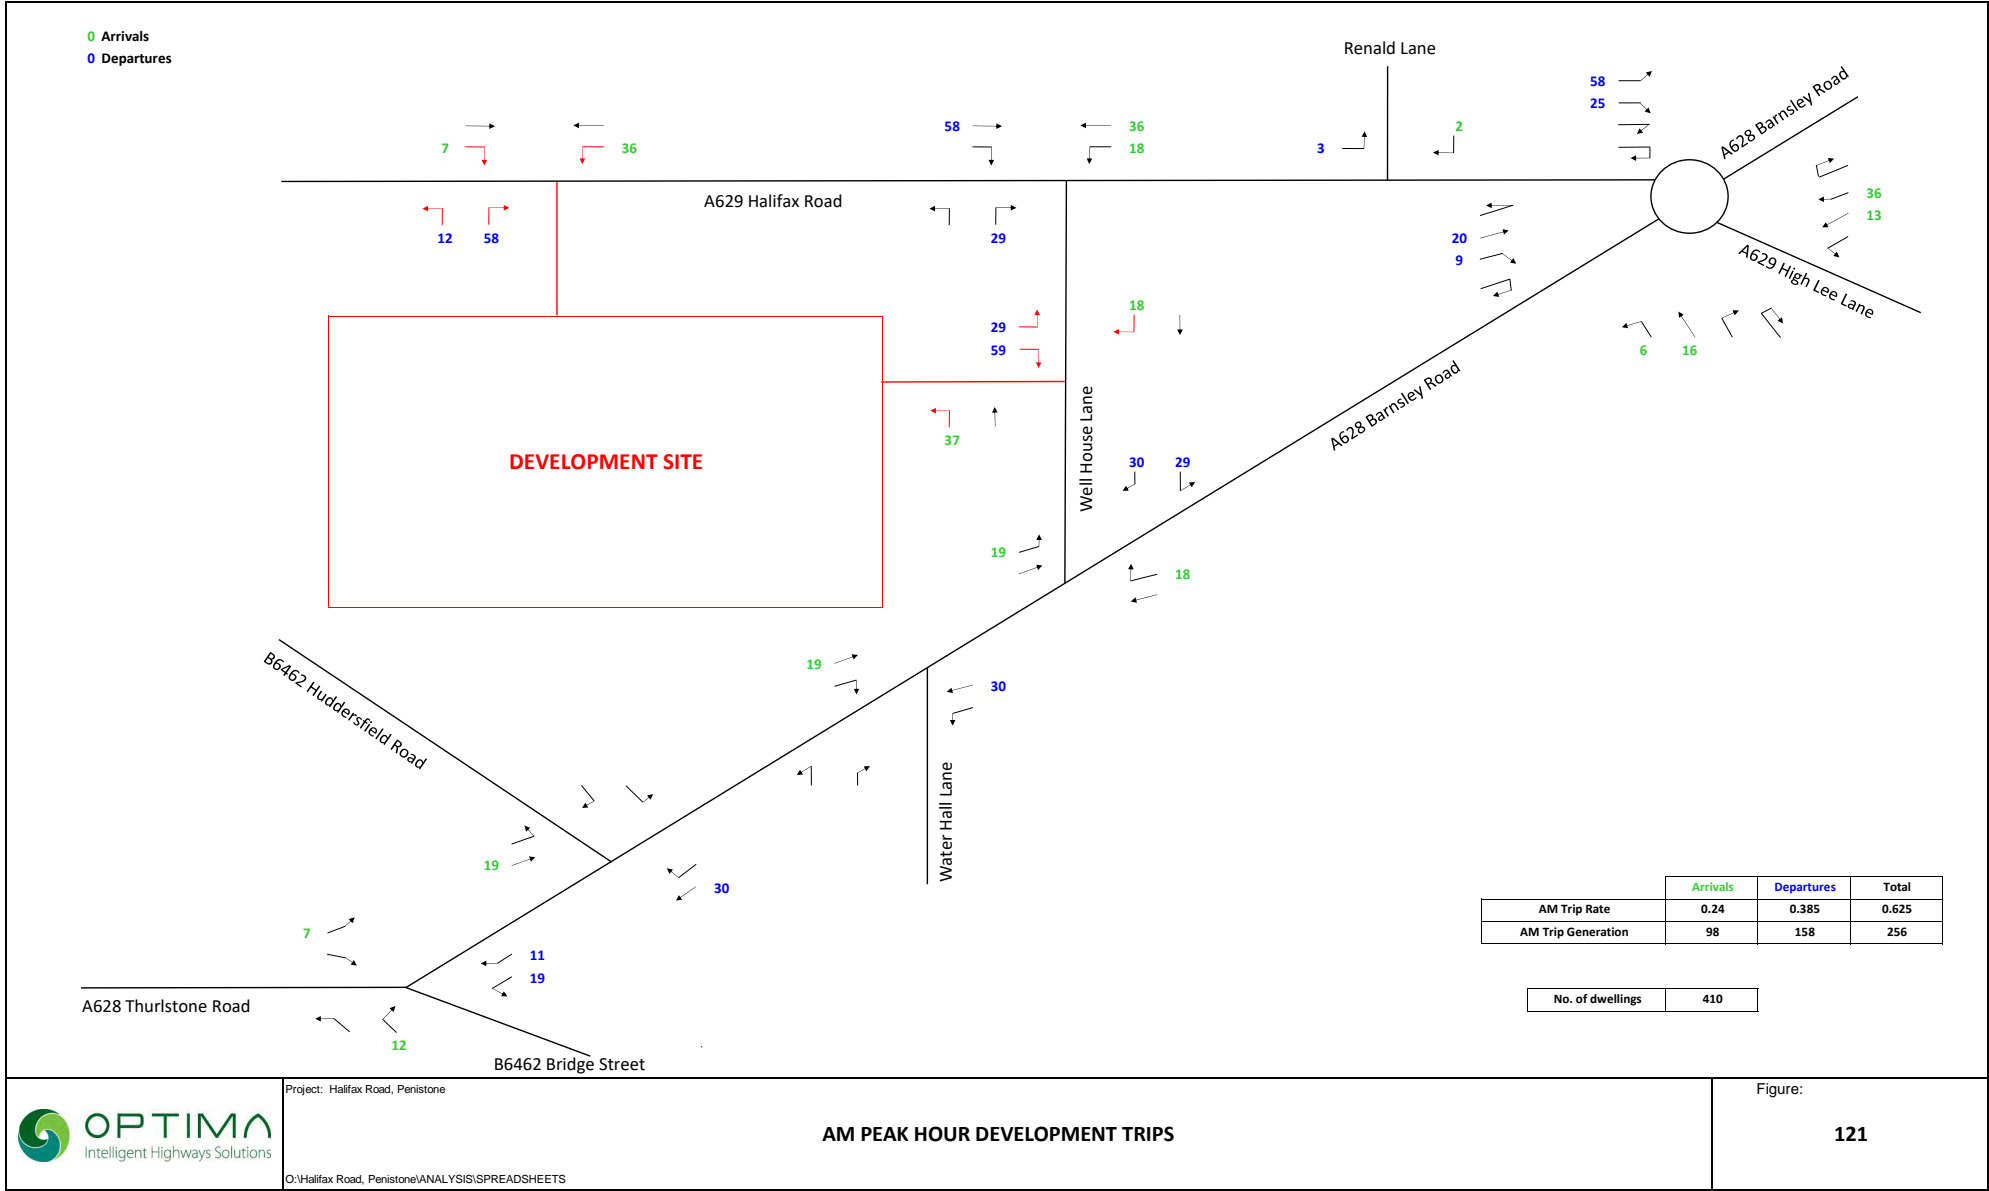 0 Arrivals
0 Departures
Renald Lane
58
25
A628 Barnsley Road
7
36
58
36
18
3
2
A629 Halifax Road
12
58
29
20
9
36
13
A629 High Lee Lane
29
59
18
6
16
37
DEVELOPMENT SITE
Well House Lane
A628 Barnsley Road
30
29
19
18
B6462 Huddersfield Road
19
30
Water Hall Lane
19
30
7
11
19
A628 Thurlstone Road
12
B6462 Bridge Street
Arrivals Departures Total
AM Trip Rate 0.24 0.385 0.625
AM Trip Generation 98 158 256
No. of dwellings 410
OPTIMA
Intelligent Highways Solutions
Project: Halifax Road, Penistone
AM PEAK HOUR DEVELOPMENT TRIPS
O:\Halifax Road, Penistone\ANALYSIS\SPREADSHEETS
Figure:
121